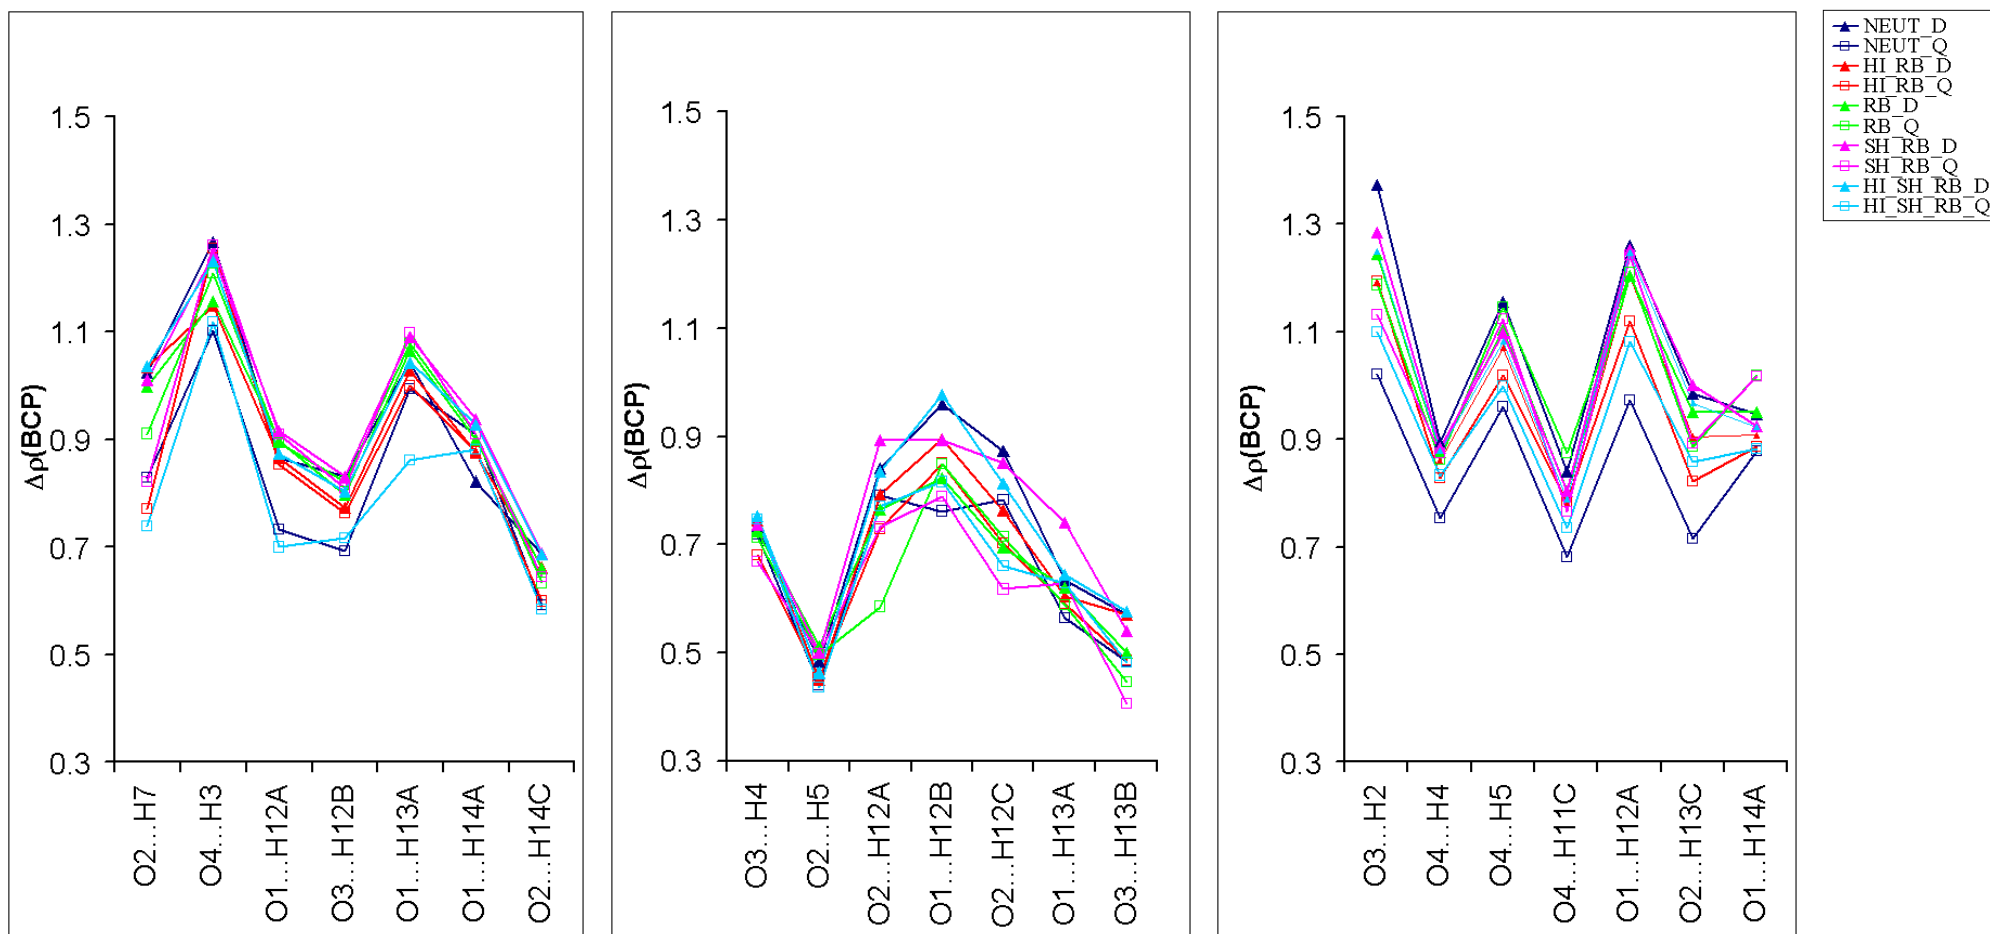 1.5
1.3
1.1
0.9
0.7
0.5
0.3
Δρ(BCP)
O2...H7
O4...H3
O1...H12A
O3...H12B
O1...H13A
O1...H14A
O2...H14C
1.5
1.3
1.1
0.9
0.7
0.5
0.3
Δρ(BCP)
O3...H4
O2...H5
O2...H12A
O1...H12B
O2...H12C
O1...H13A
O3...H13B
1.5
1.3
1.1
0.9
0.7
0.5
0.3
Δρ(BCP)
O3...H2
O4...H4
O4...H5
O4...H11C
O1...H12A
O2...H13C
O1...H14A
NEUT_D
NEUT_Q
HI_RB_D
HI_RB_Q
RB_D
RB_Q
SH_RB_D
SH_RB_Q
HI_SH_RB_D
HI_SH_RB_Q